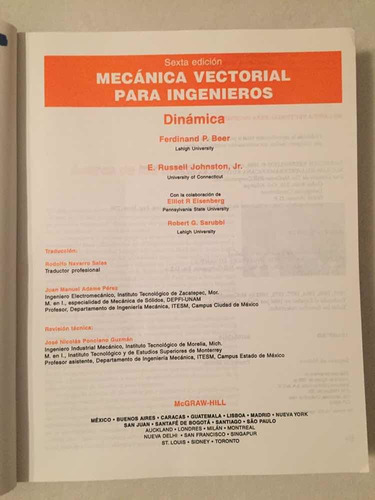 Sexta edición
MECÁNICA VECTORIAL
PARA INGENIEROS
Dinámica
Ferdinand P. Beer
Lehigh University
E. Russell Johnston, Jr.
University of Connecticut
Con la colaboración de
Elliot R Eisenberg
Pennsylvania State University
Robert G. Sarubbi
Lehigh University
Traducción:
Rodolfo Navarro Salas
Traductor profesional
Juan Manuel Adame Pérez
Ingeniero Electromecánico, Instituto Tecnológico de Zacatepec, Mor.
M. en I., especialidad de Mecánica de Sólidos, DEPFI-UNAM
Profesor, Departamento de Ingeniería Mecánica, ITESM, Campus Ciudad de México
Revisión técnica:
José Nicolás Ponciano Guzmán
Ingeniero Industrial Mecánico, Instituto Tecnológico de Morelia, Mich.
M. en I., Instituto Tecnológico y de Estudios Superiores de Monterrey
Profesor asistente, Departamento de Ingeniería Mecánica, ITESM, Campus Estado de México
McGRAW-HILL
MÉXICO • BUENOS AIRES • CARACAS • GUATEMALA • LISBOA • MADRID • NUEVA YORK
SAN JUAN • SANTAFÉ DE BOGOTÁ • SANTIAGO • SÃO PAULO
AUCKLAND • LONDRES • MILÁN • MONTREAL
NUEVA DELHI • SAN FRANCISCO • SINGAPUR
ST. LOUIS • SIDNEY • TORONTO